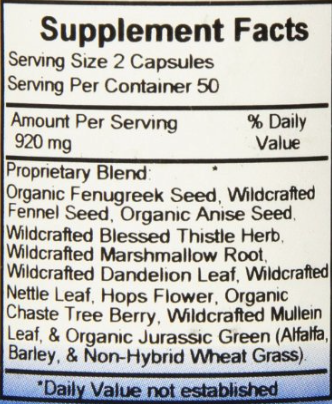 Supplement Facts
Serving Size 2 Capsules
Serving Per Container 50
Amount Per Serving % Daily
920 mg Value
Proprietary Blend: *
Organic Fenugreek Seed, Wildcrafted
Fennel Seed, Organic Anise Seed,
Wildcrafted Blessed Thistle Herb,
Wildcrafted Marshmallow Root,
Wildcrafted Dandelion Leaf, Wildcrafted
Nettle Leaf, Hops Flower, Organic
Chaste Tree Berry, Wildcrafted Mullein
Leaf, & Organic Jurassic Green (Alfalfa,
Barley, & Non-Hybrid Wheat Grass).
*Daily Value not established